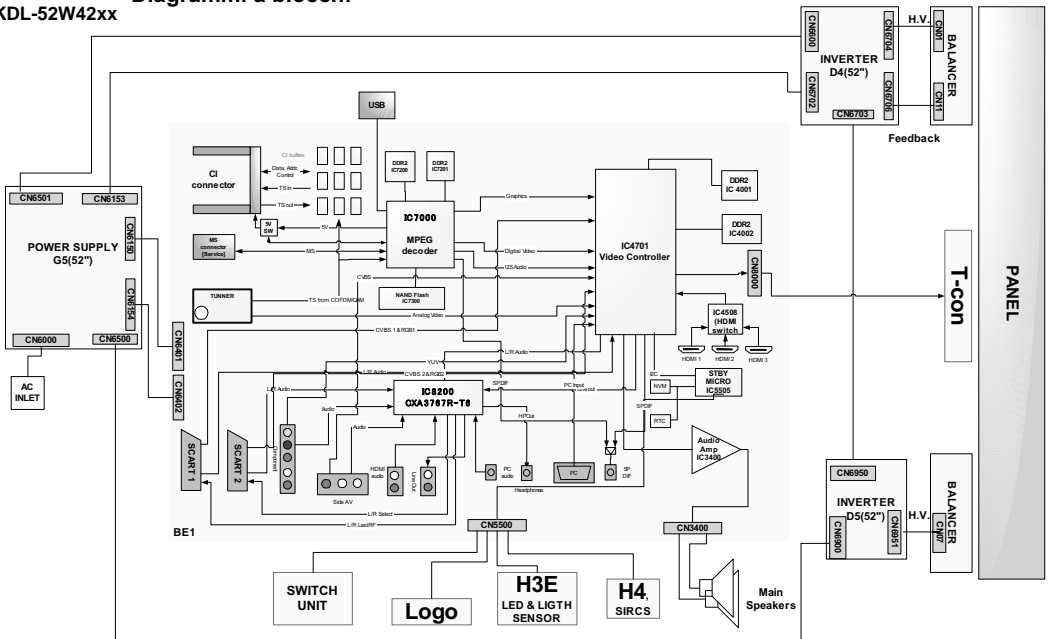 Diagrammi a blocchi
KDL-52W42xx
CN6600
CN6704
H.V.
CN01
BALANCER
INVERTER
D4(52")
CN6702
CN6706
CN11
CN6703
Feedback
PANEL
USB
CI buffers
DDR2
IC7200
DDR2
IC7201
CI
connector
Data, Addr,
Control
TS in
TS out
DDR2
IC 4001
CN6501
CN6153
IC7000
MPEG
decoder
Graphics
IC4701
Video Controller
DDR2
IC4002
5V
SW
5V
POWER SUPPLY
G5(52")
CN6150
CN6154
MS
connector
[Service]
MS
Digital Video
I2S Audio
CVBS
CN8000
T-con
TUNNER
TS from COFDM/QAM
NAND Flash
IC7300
Analog Video
IC4508
(HDMI
switch
CN6000
CN6500
CN6401
CVBS 1 & RGB1
HDMI 1
HDMI 2
HDMI 3
L/R Audio
YUV
AC
INLET
CN6402
L/R Audio
CVBS 2 & RGB2
SPDIF
PC Input
I2C
STBY
MICRO
IC5505
NVM
L/R Audio
IC8200
CXA3767R-T6
SPDIF
RTC
Audio
HPOut
Audio
Audio
Amp
IC3400
SCART 1
SCART 2
Component
HDMI
audio
Line Out
PC
audio
PC
SP
DIF
Side AV
Headphones
CN6950
INVERTER
D5(52")
CN6900
CN6951
H.V.
CN07
BALANCER
L/R Select
L/R Last RF
BE1
CN5500
CN3400
SWITCH
UNIT
Logo
H3E
LED & LIGTH
SENSOR
H4,
SIRCS
Main
Speakers